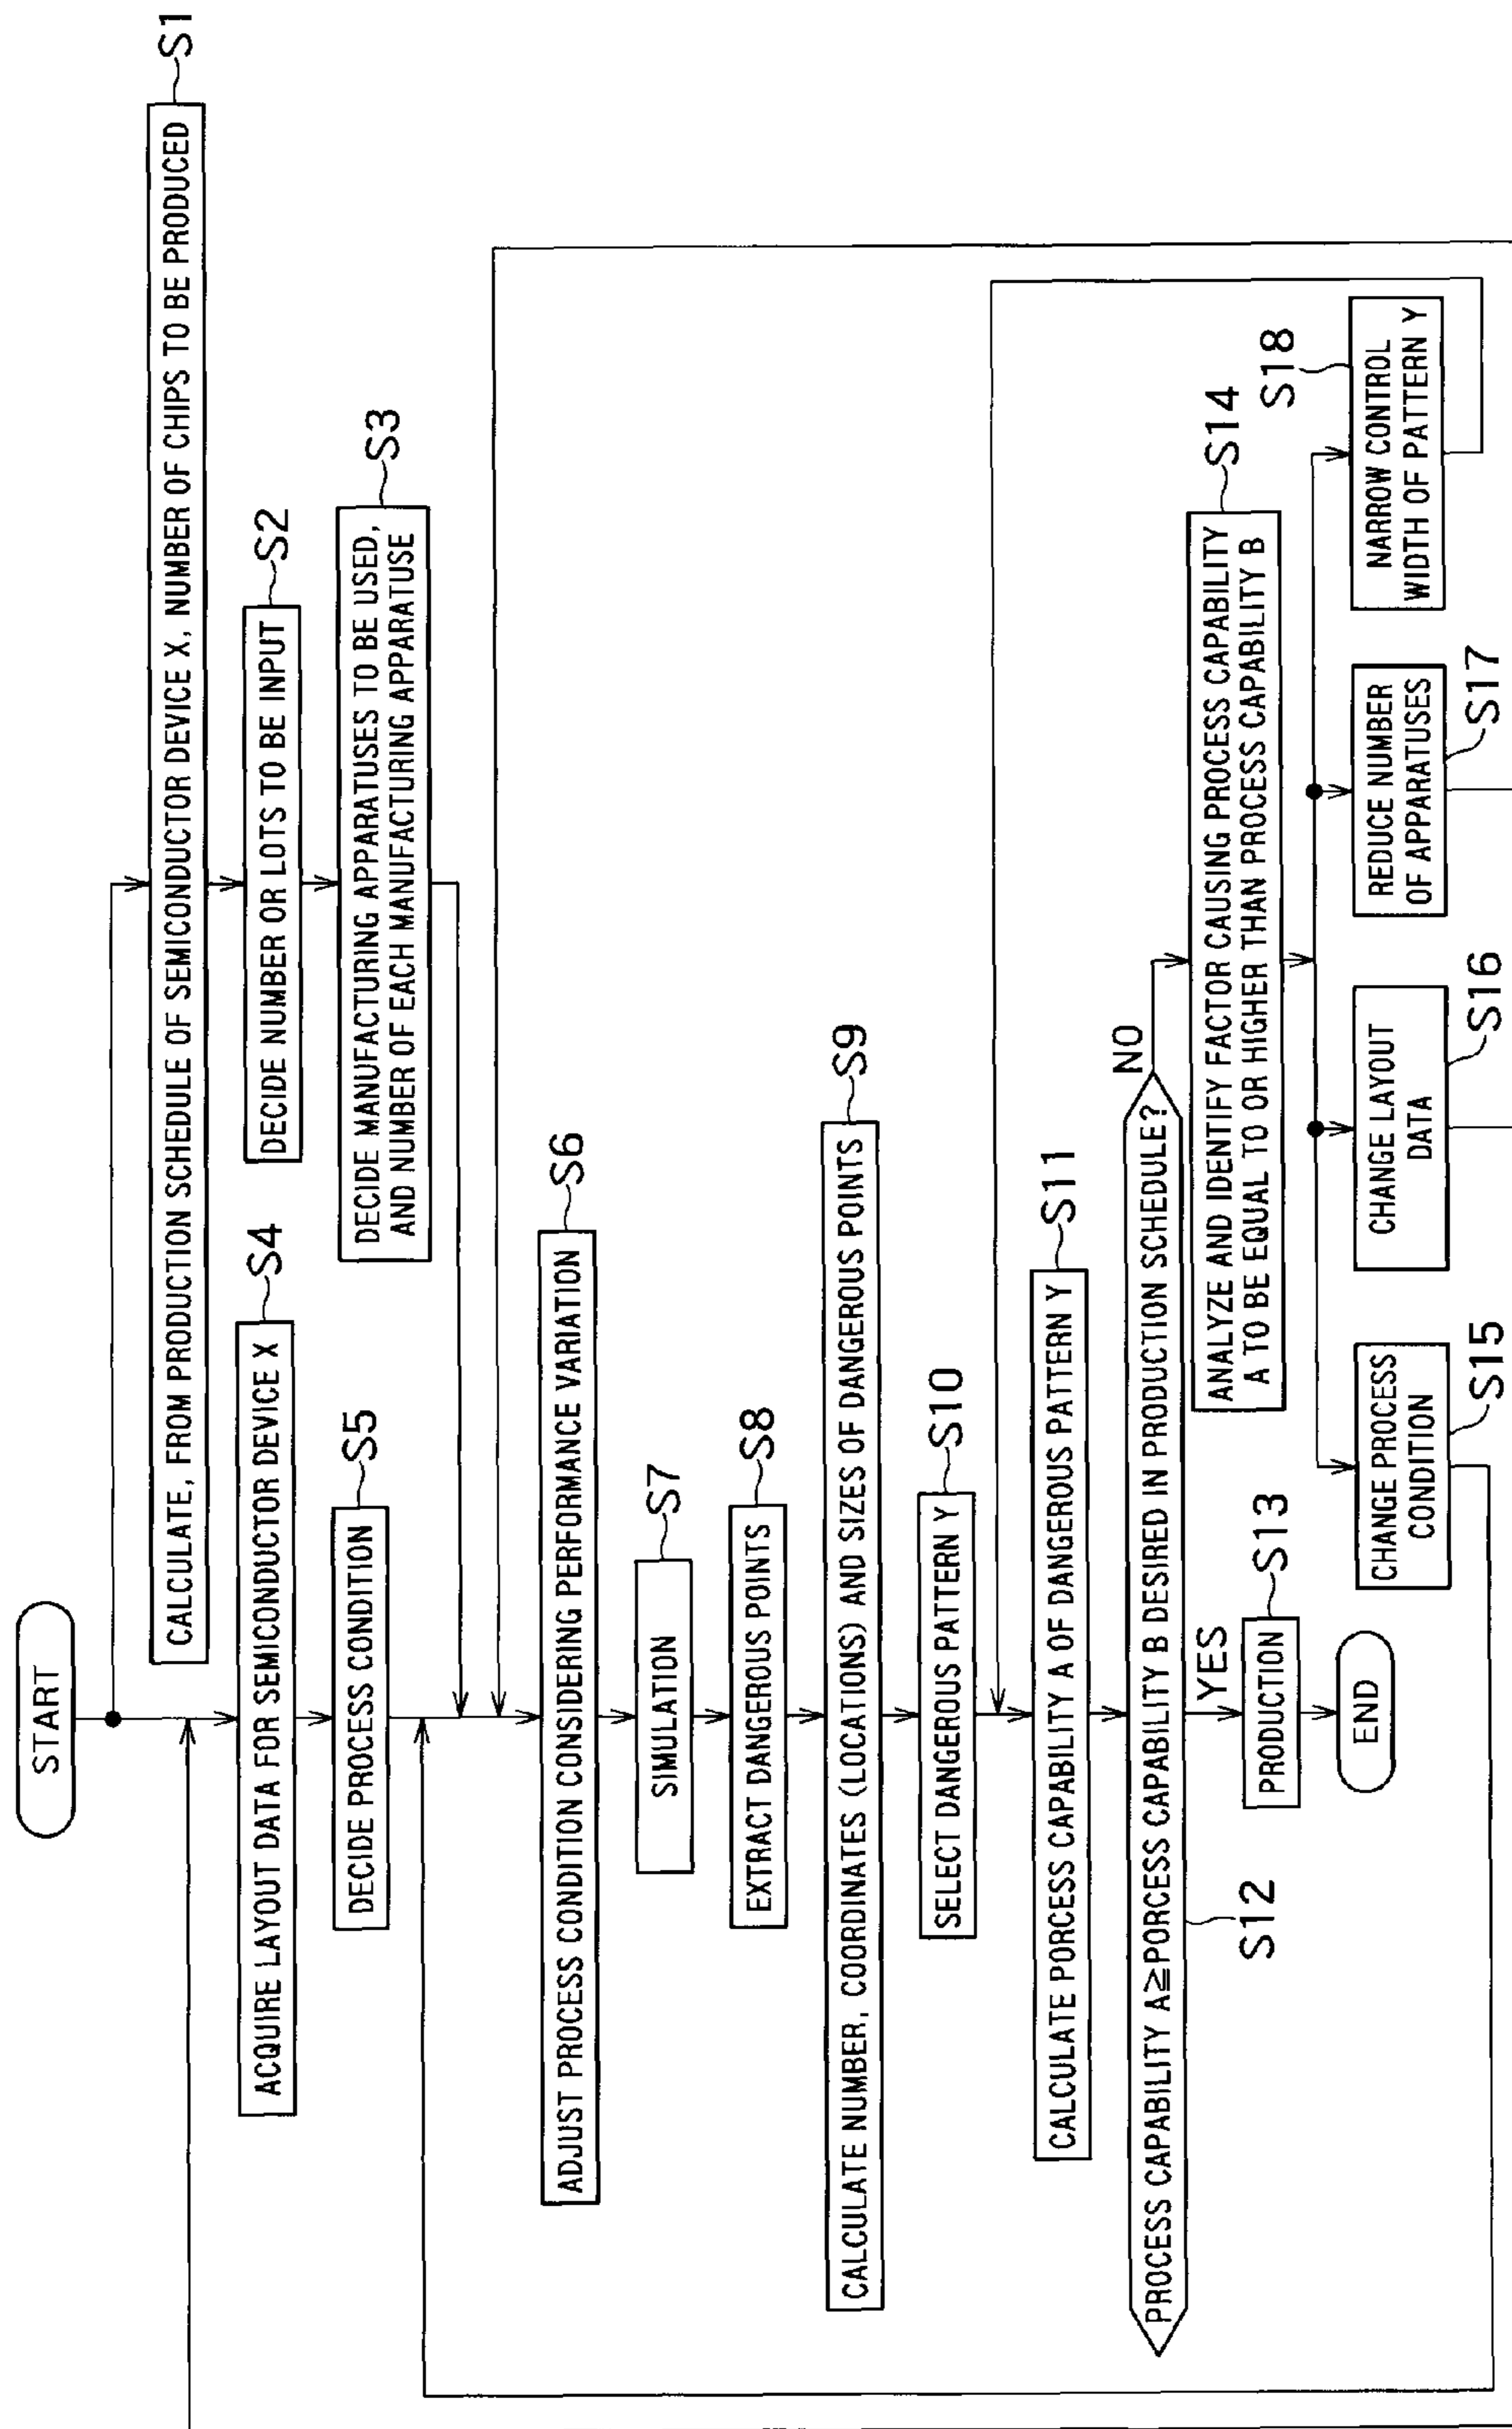 START
CALCULATE, FROM PRODUCTION SCHEDULE OF SEMICONDUCTOR DEVICE X, NUMBER OF CHIPS TO BE PRODUCED
S1
DECIDE NUMBER OR LOTS TO BE INPUT
S2
DECIDE MANUFACTURING APPARATUSES TO BE USED,
AND NUMBER OF EACH MANUFACTURING APPARATUSE
S3
ACQUIRE LAYOUT DATA FOR SEMICONDUCTOR DEVICE X
S4
DECIDE PROCESS CONDITION
S5
ADJUST PROCESS CONDITION CONSIDERING PERFORMANCE VARIATION
S6
SIMULATION
S7
EXTRACT DANGEROUS POINTS
S8
CALCULATE NUMBER, COORDINATES (LOCATIONS) AND SIZES OF DANGEROUS POINTS
S9
SELECT DANGEROUS PATTERN Y
S10
CALCULATE PORCESS CAPABILITY A OF DANGEROUS PATTERN Y
S11
PROCESS CAPABILITY A≧PORCESS CAPABILITY B DESIRED IN PRODUCTION SCHEDULE?
S12
NO
YES
PRODUCTION
S13
END
ANALYZE AND IDENTIFY FACTOR CAUSING PROCESS CAPABILITY
A TO BE EQUAL TO OR HIGHER THAN PROCESS CAPABILITY B
S14
CHANGE PROCESS
CONDITION
S15
CHANGE LAYOUT
DATA
S16
REDUCE NUMBER
OF APPARATUSES
S17
NARROW CONTROL
WIDTH OF PATTERN Y
S18